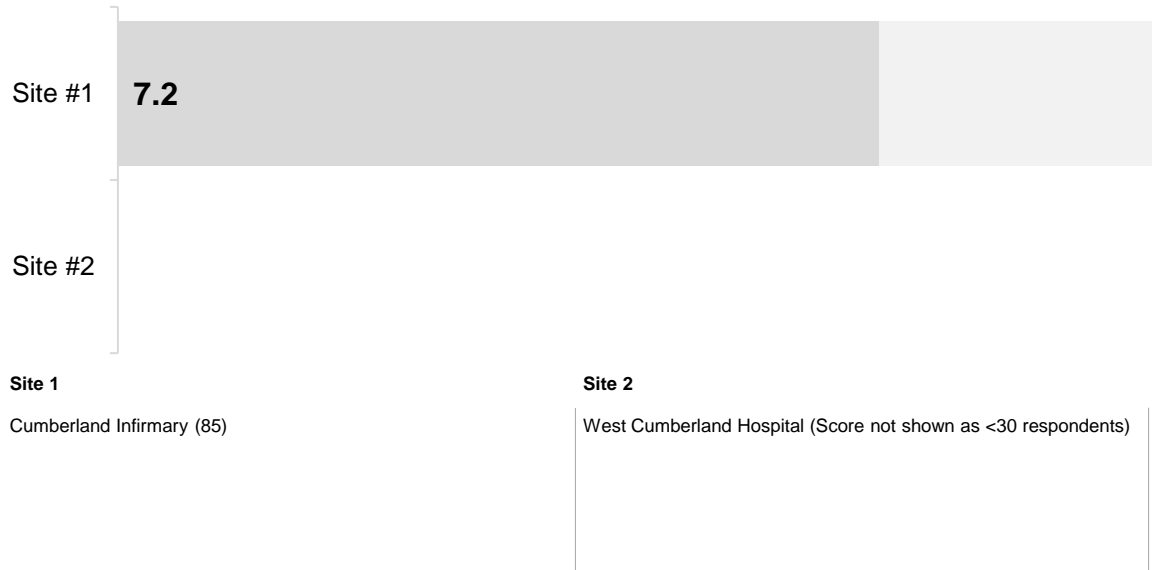 Site #1
7.2
Site #2
Site 1
Site 2
Cumberland Infirmary (85)
West Cumberland Hospital (Score not shown as <30 respondents)